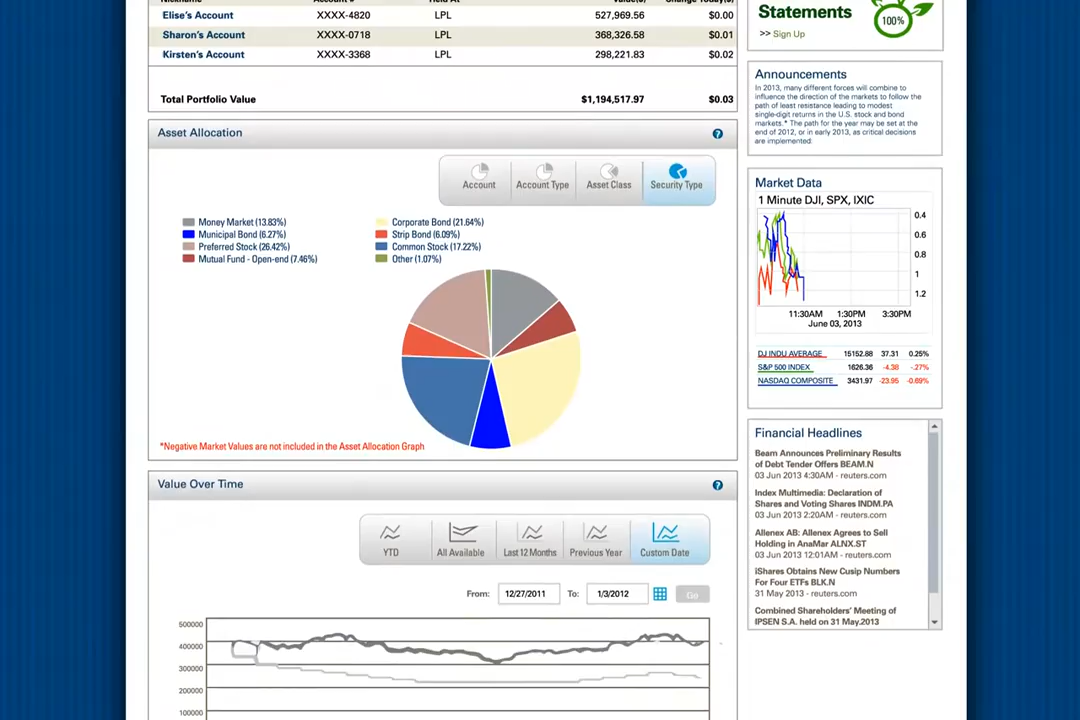 Elise's Account XXXX-4820 LPL 527,969.56 $0.00
Sharon's Account XXXX-0718 LPL 368,326.58 $0.01
Kirsten's Account XXXX-3368 LPL 298,221.83 $0.02
Total Portfolio Value $1,194,517.97 $0.03
Asset Allocation
Account
Account Type
Asset Class
Security Type
Money Market (13.83%)
Municipal Bond (6.27%)
Preferred Stock (26.42%)
Mutual Fund - Open-end (7.46%)
Corporate Bond (21.64%)
Strip Bond (6.09%)
Common Stock (17.22%)
Other (1.07%)
*Negative Market Values are not included in the Asset Allocation Graph
Value Over Time
YTD
All Available
Last 12 Months
Previous Year
Custom Date
From: 12/27/2011 To: 1/3/2012 Go
500000
400000
300000
200000
100000
Statements
100%
>> Sign Up
Announcements
In 2013, many different forces will combine to
influence the direction of the markets to follow the
path of least resistance leading to modest
single-digit returns in the U.S. stock and bond
markets.* The path for the year may be set at the
end of 2012, or in early 2013, as critical decisions
are implemented:
Market Data
1 Minute DJI, SPX, IXIC
0.4
0.6
0.8
1
1.2
11:30AM 1:30PM 3:30PM
June 03, 2013
DJ INDU AVERAGE 15152.88 37.31 0.25%
S&P 500 INDEX 1626.36 -4.38 -.27%
NASDAQ COMPOSITE 3431.97 -23.95 -0.69%
Financial Headlines
Beam Announces Preliminary Results
of Debt Tender Offers BEAM.N
03 Jun 2013 4:30AM - reuters.com
Index Multimedia: Declaration of
Shares and Voting Shares INDM.PA
03 Jun 2013 2:20AM - reuters.com
Allenex AB: Allenex Agrees to Sell
Holding in AnaMar ALNX.ST
03 Jun 2013 12:01AM - reuters.com
iShares Obtains New Cusip Numbers
For Four ETFs BLK.N
31 May 2013 - reuters.com
Combined Shareholders' Meeting of
IPSEN S.A. held on 31 May.2013